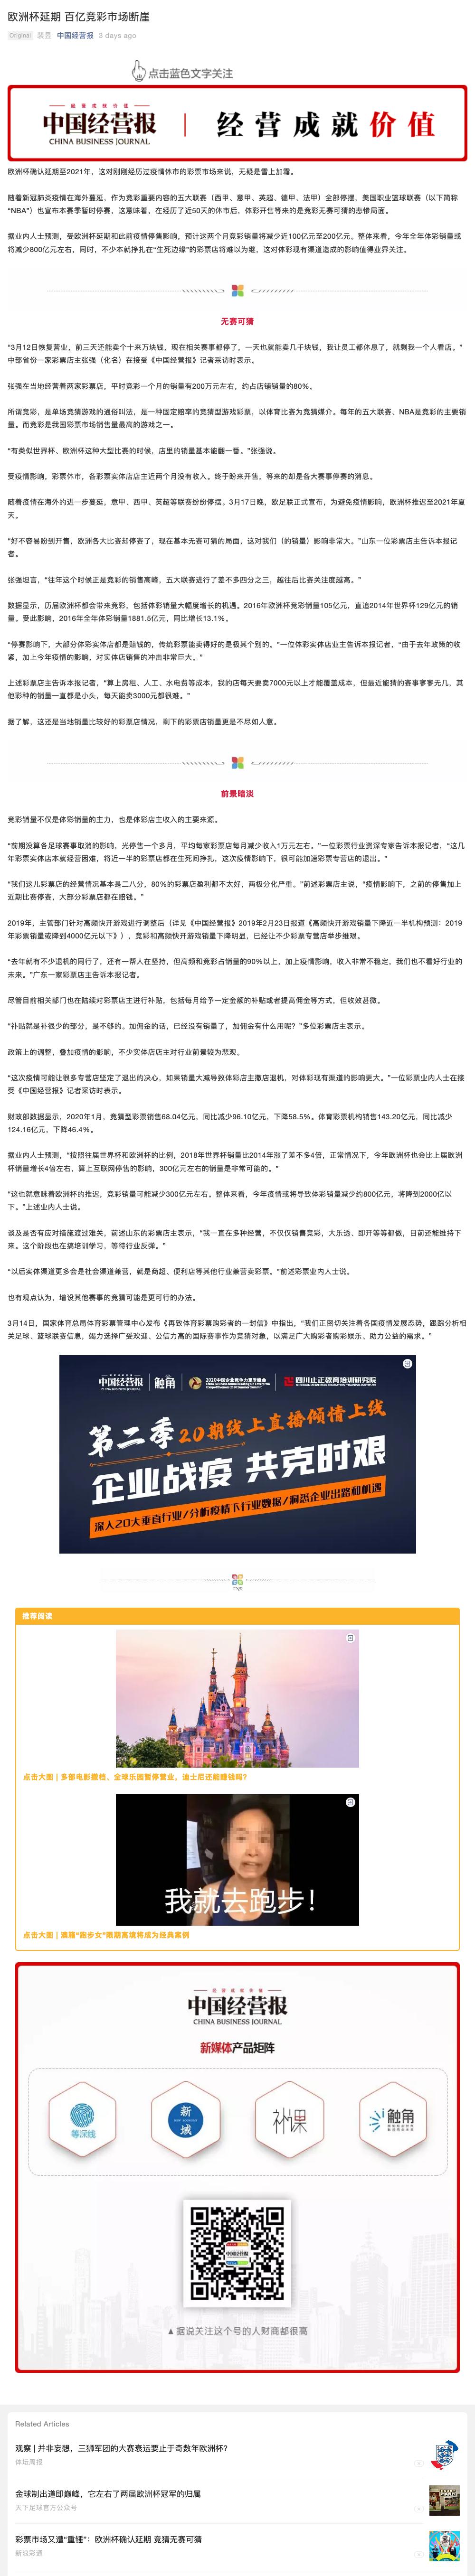 欧洲杯延期 百亿竞彩市场断崖
Original 裴昱 中国经营报 3 days ago
点击蓝色文字关注
中国经营报
CHINA BUSINESS JOURNAL
经营成就价值
欧洲杯确认延期至2021年，这对刚刚经历过疫情休市的彩票市场来说，无疑是雪上加霜。
随着新冠肺炎疫情在海外蔓延，作为竞彩重要内容的五大联赛（西甲、意甲、英超、德甲、法甲）全部停摆，美国职业篮球联赛（以下简称
“NBA”）也宣布本赛季暂时停赛，这意味着，在经历了近50天的休市后，体彩开售等来的是竞彩无赛可猜的悲惨局面。
据业内人士预测，受欧洲杯延期和此前疫情停售影响，预计这两个月竞彩销量将减少近100亿元至200亿元。整体来看，今年全年体彩销量或
将减少800亿元左右，同时，不少本就挣扎在“生死边缘”的彩票店将难以为继，这对体彩现有渠道造成的影响值得业界关注。
无赛可猜
“3月12日恢复营业，前三天还能卖个十来万块钱，现在相关赛事都停了，一天也就能卖几千块钱，我让员工都休息了，就剩我一个人看店。”
中部省份一家彩票店主张强（化名）在接受《中国经营报》记者采访时表示。
张强在当地经营着两家彩票店，平时竞彩一个月的销量有200万元左右，约占店铺销量的80%。
所谓竞彩，是单场竞猜游戏的通俗叫法，是一种固定赔率的竞猜型游戏彩票，以体育比赛为竞猜媒介。每年的五大联赛、NBA是竞彩的主要销
量。而竞彩是我国彩票市场销售量最高的游戏之一。
“有类似世界杯、欧洲杯这种大型比赛的时候，店里的销量基本能翻一番。”张强说。
受疫情影响，彩票休市，各彩票实体店店主近两个月没有收入。终于盼来开售，等来的却是各大赛事停赛的消息。
随着疫情在海外的进一步蔓延，意甲、西甲、英超等联赛纷纷停摆。3月17日晚，欧足联正式宣布，为避免疫情影响，欧洲杯推迟至2021年夏
天。
“好不容易盼到开售，欧洲各大比赛却停赛了，现在基本无赛可猜的局面，这对我们（的销量）影响非常大。”山东一位彩票店主告诉本报记
者。
张强坦言，“往年这个时候正是竞彩的销售高峰，五大联赛进行了差不多四分之三，越往后比赛关注度越高。”
数据显示，历届欧洲杯都会带来竞彩，包括体彩销量大幅度增长的机遇。2016年欧洲杯竞彩销量105亿元，直追2014年世界杯129亿元的销
量。受此影响，2016年全年体彩销量1881.5亿元，同比增长13.1%。
“停赛影响下，大部分体彩实体店都是赔钱的，传统彩票能卖得好的是极其个别的。”一位体彩实体店业主告诉本报记者，“由于去年政策的收
紧，加上今年疫情的影响，对实体店销售的冲击非常巨大。”
上述彩票店主告诉本报记者，“算上房租、人工、水电费等成本，我的店每天要卖7000元以上才能覆盖成本，但最近能猜的赛事寥寥无几，其
他彩种的销量一直都是小头，每天能卖3000元都很难。”
据了解，这还是当地销量比较好的彩票店情况，剩下的彩票店销量更是不尽如人意。
前景暗淡
竞彩销量不仅是体彩销量的主力，也是体彩店主收入的主要来源。
“前期没算各足球赛事取消的影响，光停售一个多月，平均每家彩票店每月减少收入1万元左右。”一位彩票行业资深专家告诉本报记者，“这几
年彩票实体店本就经营困难，将近一半的彩票店都在生死间挣扎，这次疫情影响下，很可能加速彩票专营店的退出。”
“我们这儿彩票店的经营情况基本是二八分，80%的彩票店盈利都不太好，两极分化严重。”前述彩票店主说，“疫情影响下，之前的停售加上
近期比赛停赛，大部分彩票店都在赔钱。”
2019年，主管部门针对高频快开游戏进行调整后（详见《中国经营报》2019年2月23日报道《高频快开游戏销量下降近一半机构预测：2019
年彩票销量或降到4000亿元以下》），竞彩和高频快开游戏销量下降明显，已经让不少彩票专营店举步维艰。
“去年就有不少退机的同行了，还有一帮人在坚持，但高频和竞彩占销量的90%以上，加上疫情影响，收入非常不稳定，我们也不看好行业的
未来。”广东一家彩票店主告诉本报记者。
尽管目前相关部门也在陆续对彩票店主进行补贴，包括每月给予一定金额的补贴或者提高佣金等方式，但收效甚微。
“补贴就是补很少的部分，是不够的。加佣金的话，已经没有销量了，加佣金有什么用呢？”多位彩票店主表示。
政策上的调整，叠加疫情的影响，不少实体店店主对行业前景较为悲观。
“这次疫情可能让很多专营店坚定了退出的决心，如果销量大减导致体彩店主撤店退机，对体彩现有渠道的影响更大。”一位彩票业内人士在接
受《中国经营报》记者采访时表示。
财政部数据显示，2020年1月，竞猜型彩票销售68.04亿元，同比减少96.10亿元，下降58.5%。体育彩票机构销售143.20亿元，同比减少
124.16亿元，下降46.4%。
据业内人士预测，“按照往届世界杯和欧洲杯的比例，2018年世界杯销量比2014年涨了差不多4倍，正常情况下，今年欧洲杯也会比上届欧洲
杯销量增长4倍左右，算上互联网停售的影响，300亿元左右的销量是非常可能的。”
“这也就意味着欧洲杯的推迟，竞彩销量可能减少300亿元左右。整体来看，今年疫情或将导致体彩销量减少约800亿元，将降到2000亿以
下。”上述业内人士说。
谈及是否有应对措施渡过难关，前述山东的彩票店主表示，“我一直在多种经营，不仅仅销售竞彩，大乐透、即开等等都做，目前还能维持下
来。这个阶段也在搞培训学习，等待行业反弹。”
“以后实体渠道更多会是社会渠道兼营，就是商超、便利店等其他行业兼营卖彩票。”前述彩票业内人士说。
也有观点认为，增设其他赛事的竞猜可能是更可行的办法。
3月14日，国家体育总局体育彩票管理中心发布《再致体育彩票购彩者的一封信》中指出，“我们正密切关注着各国疫情发展态势，跟踪分析相
关足球、篮球联赛信息，竭力选择广受欢迎、公信力高的国际赛事作为竞猜对象，以满足广大购彩者购彩娱乐、助力公益的需求。”
中国经营报 触角 2020中国企业竞争力夏季峰会 四川止正教育培训研究院
第二季20期线上直播倾情上线
企业战疫 共克时艰
深入20大垂直行业/分析疫情下行业数据/洞悉企业出路和机遇
推荐阅读
点击大图 | 多部电影撤档，全球乐园暂停营业，迪士尼还能赚钱吗？
我就去跑步！
点击大图 | 澳籍“跑步女”限期离境将成为经典案例
中国经营报
CHINA BUSINESS JOURNAL
新媒体产品矩阵
等深线
新域
触角
▲据说关注这个号的人财商都很高
Related Articles
观察 | 并非妄想，三狮军团的大赛衰运要止于奇数年欧洲杯？
体坛周报
金球制出道即巅峰，它左右了两届欧洲杯冠军的归属
天下足球官方公众号
彩票市场又遭“重锤”：欧洲杯确认延期 竞猜无赛可猜
新浪彩通